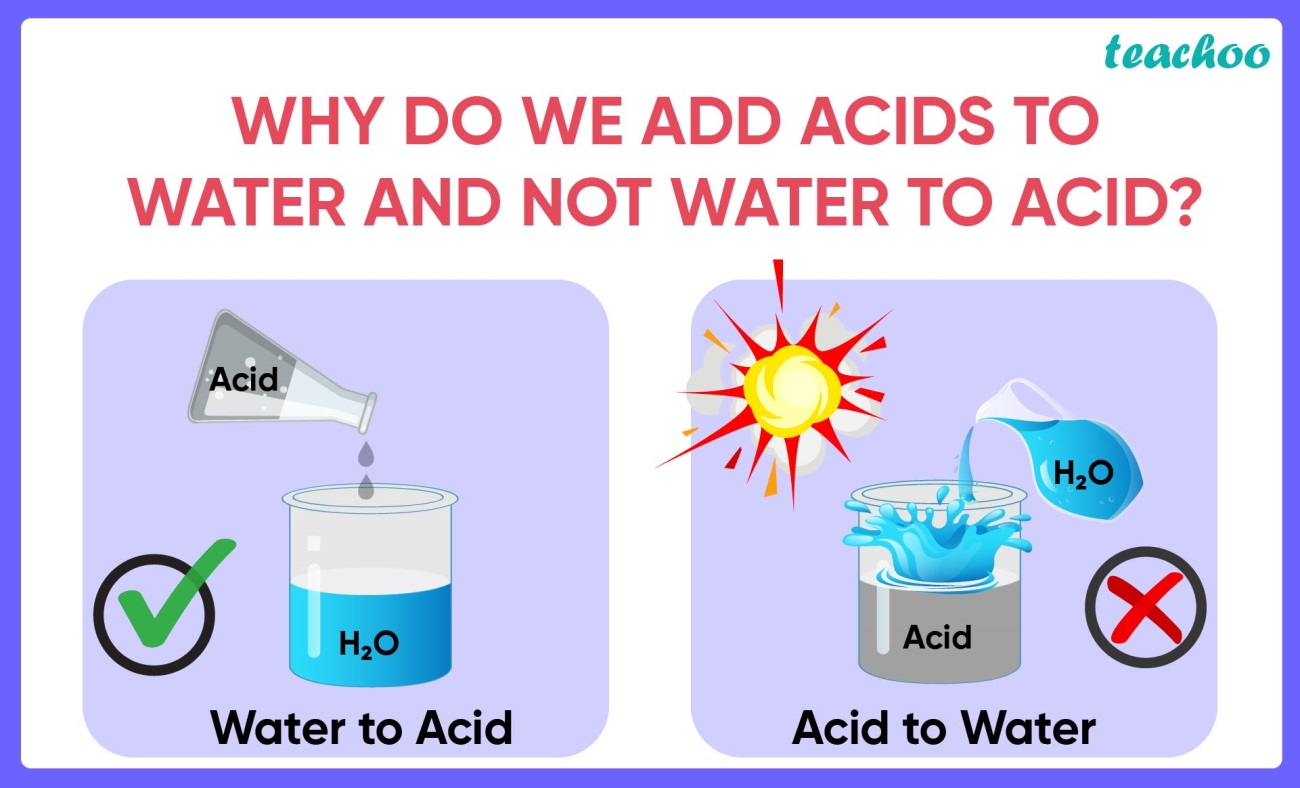 teachoo
WHY DO WE ADD ACIDS TO
WATER AND NOT WATER TO ACID?
Acid
H₂O
Water to Acid
H₂O
Acid
Acid to Water